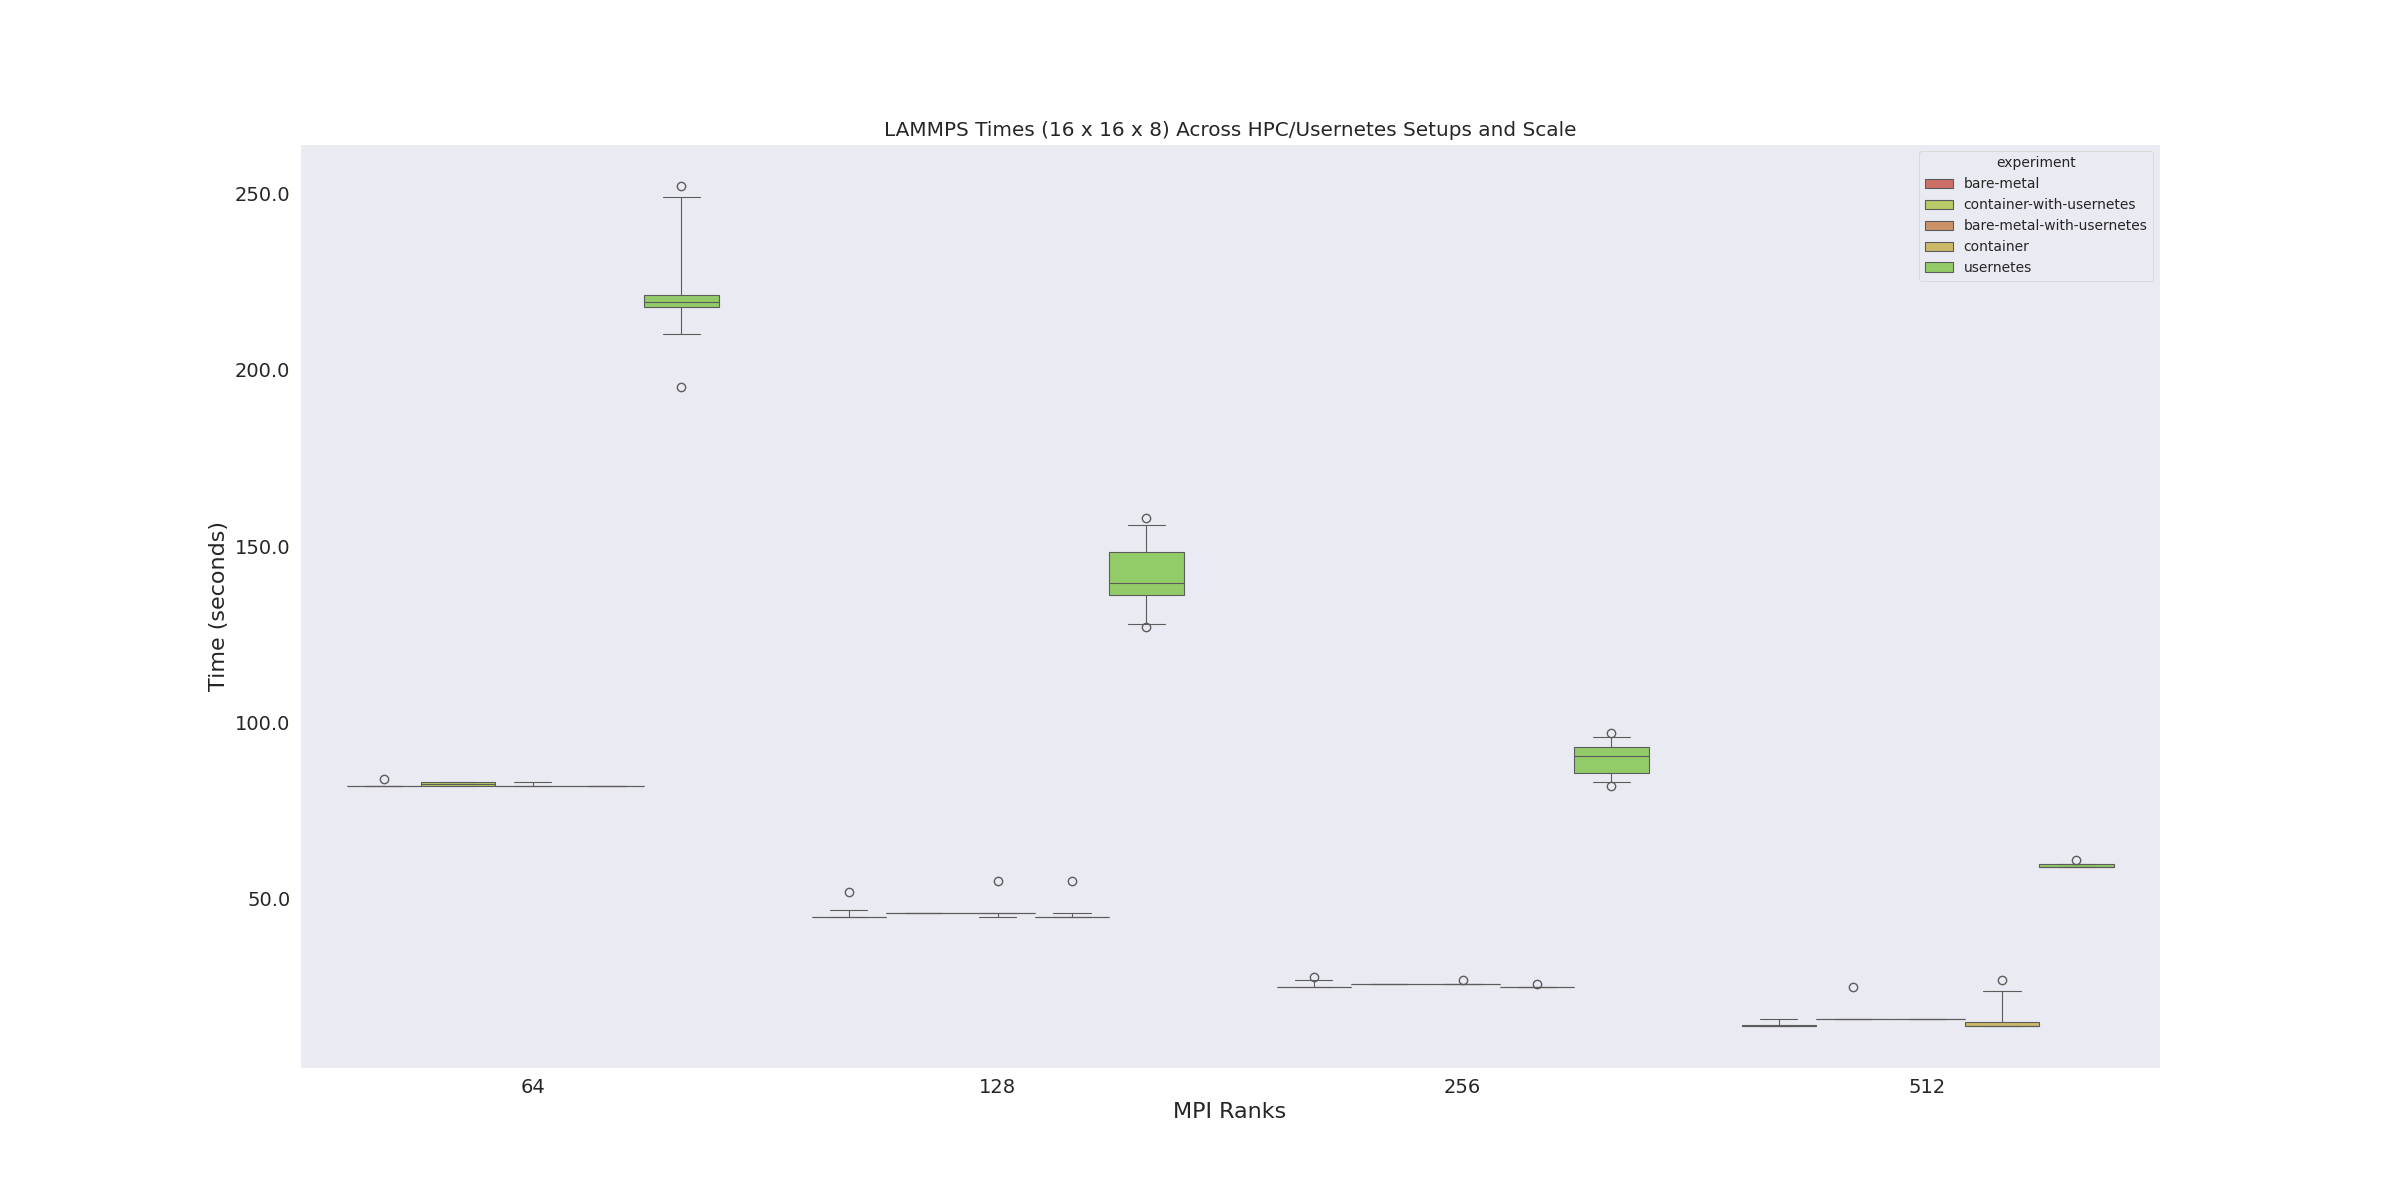 LAMMPS Times (16 x 16 x 8) Across HPC/Usernetes Setups and Scale
experiment
bare-metal
container-with-usernetes
bare-metal-with-usernetes
container
usernetes
250.0
200.0
150.0
100.0
50.0
Time (seconds)
64
128
256
512
MPI Ranks